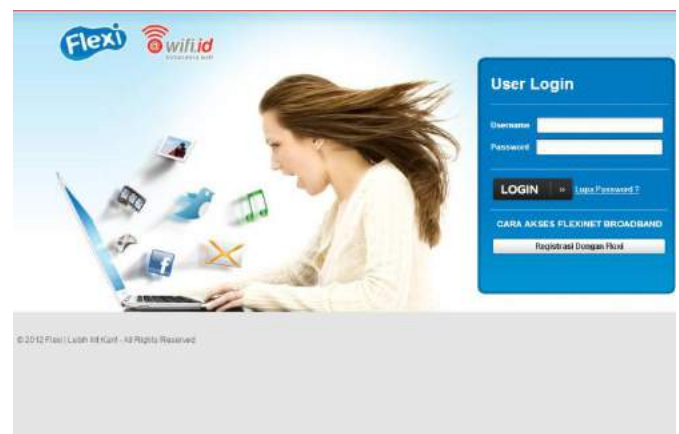 Flexi
@wifi.id
User Login
Username
Password
LOGIN »
Lupa Password ?
CARA AKSES FLEXINET BROADBAND
Registrasi Dengan Flexi
© 2012 Flexi | Lebih Irit Kan! - All Rights Reserved